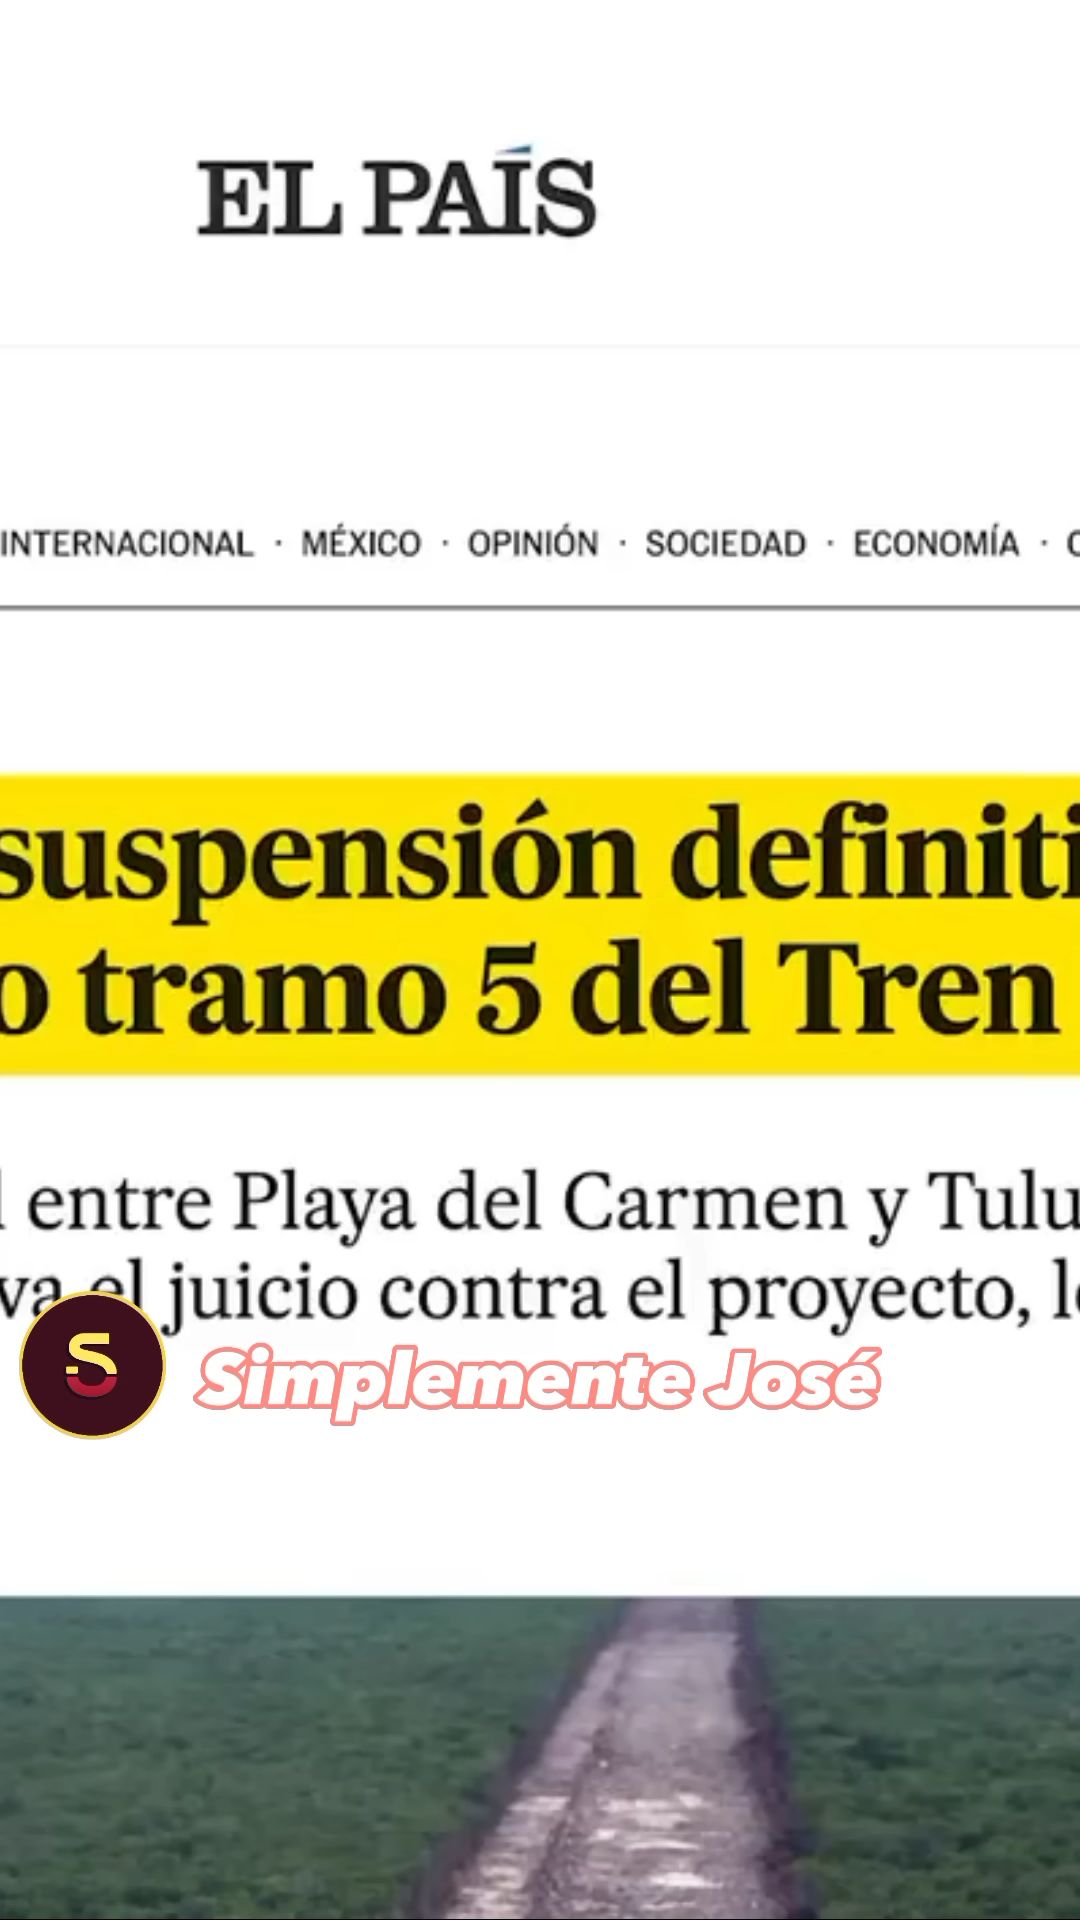 EL PAÍS
INTERNACIONAL · MÉXICO · OPINIÓN · SOCIEDAD · ECONOMÍA ·
suspensión definiti
o tramo 5 del Tren
entre Playa del Carmen y Tulu
va el juicio contra el proyecto, l
S Simplemente José